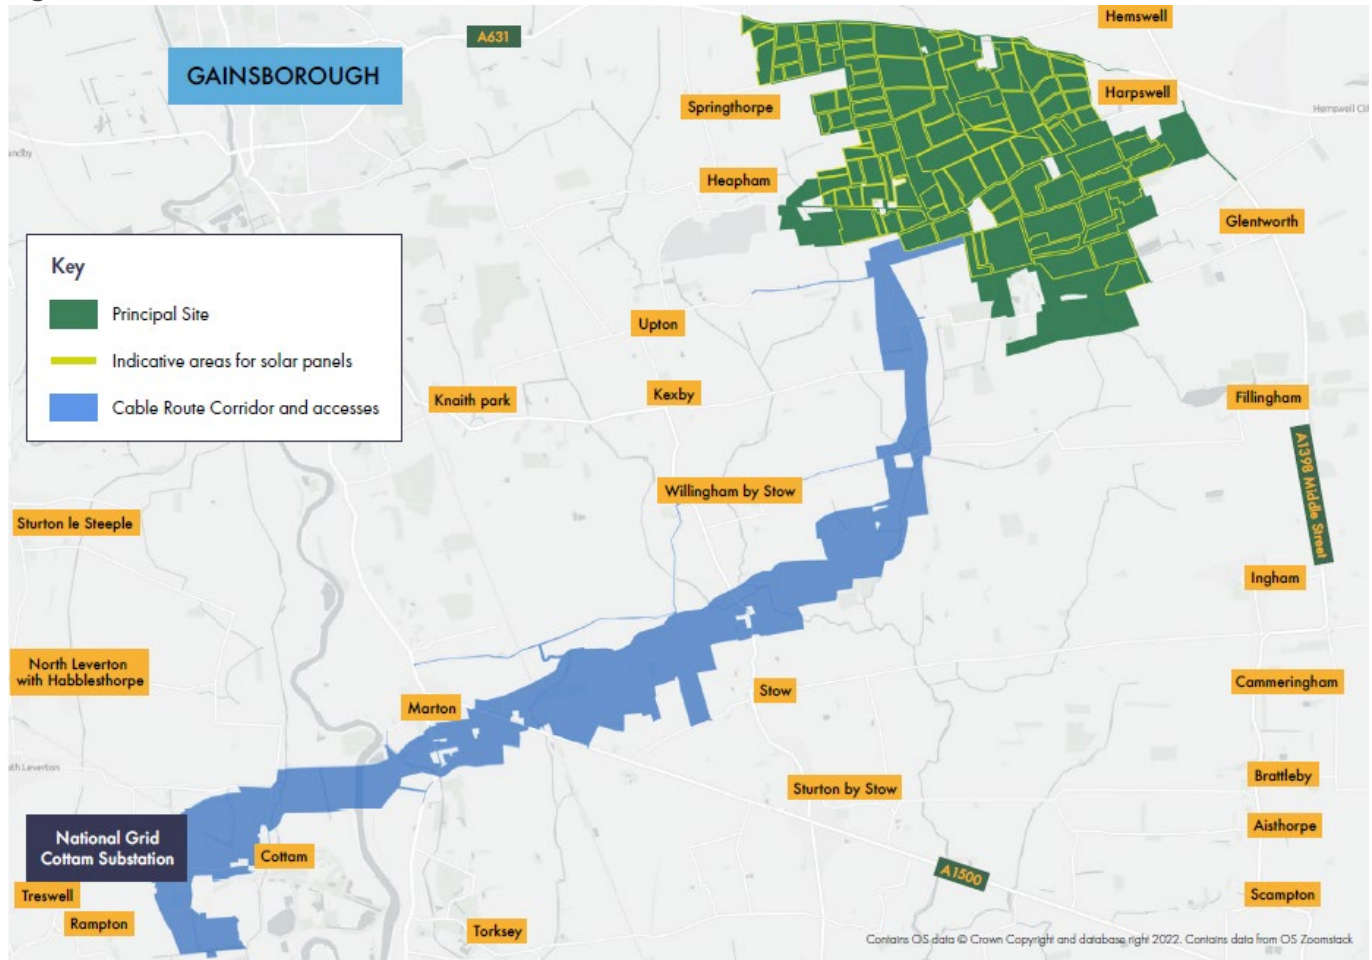 Hemswell
A631
GAINSBOROUGH
Harpswell
Springthorpe
Heapham
Glentworth
Key
Principal Site
Indicative areas for solar panels
Cable Route Corridor and accesses
Upton
Knaith park
Kexby
Fillingham
A1398 Middle Street
Willingham by Stow
Sturton le Steeple
Ingham
North Leverton
with Habblesthorpe
Cammeringham
Stow
Marton
Brattleby
Sturton by Stow
Aisthorpe
National Grid
Cottam Substation
Cottam
A1500
Treswell
Scampton
Rampton
Torksey
Contains OS data © Crown Copyright and database right 2022. Contains data from OS Zoomstack